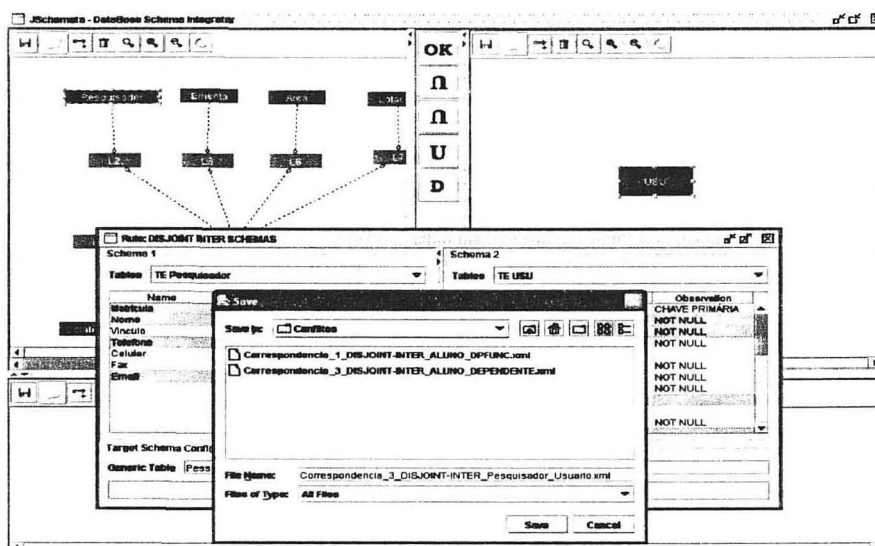 JSchemata - DataBase Schema Integrator
OK
Pesquisador
Ementa
Area
Lotac
L2
L5
L6
L7
U
D
USU
Rule: DISJOINT INTER SCHEMAS
Schema 1
Schema 2
Tables TE Pesquisador
Tables TE USU
Name
Matricula
Nome
Vinculo
Telefone
Celular
Fax
Email
Observation
CHAVE PRIMÁRIA
NOT NULL
NOT NULL
NOT NULL
NOT NULL
NOT NULL
NOT NULL
NOT NULL
Save
Save In: Conflitos
Correspondencia_1_DISJOINT-INTER_ALUNO_DPFUNC.xml
Correspondencia_3_DISJOINT-INTER_ALUNO_DEPENDENTE.xml
File Name: Correspondencia_3_DISJOINT-INTER_Pesquisador_Usuario.xml
Files of Type: All Files
Save Cancel
Target Schema Config
Generic Table Pess